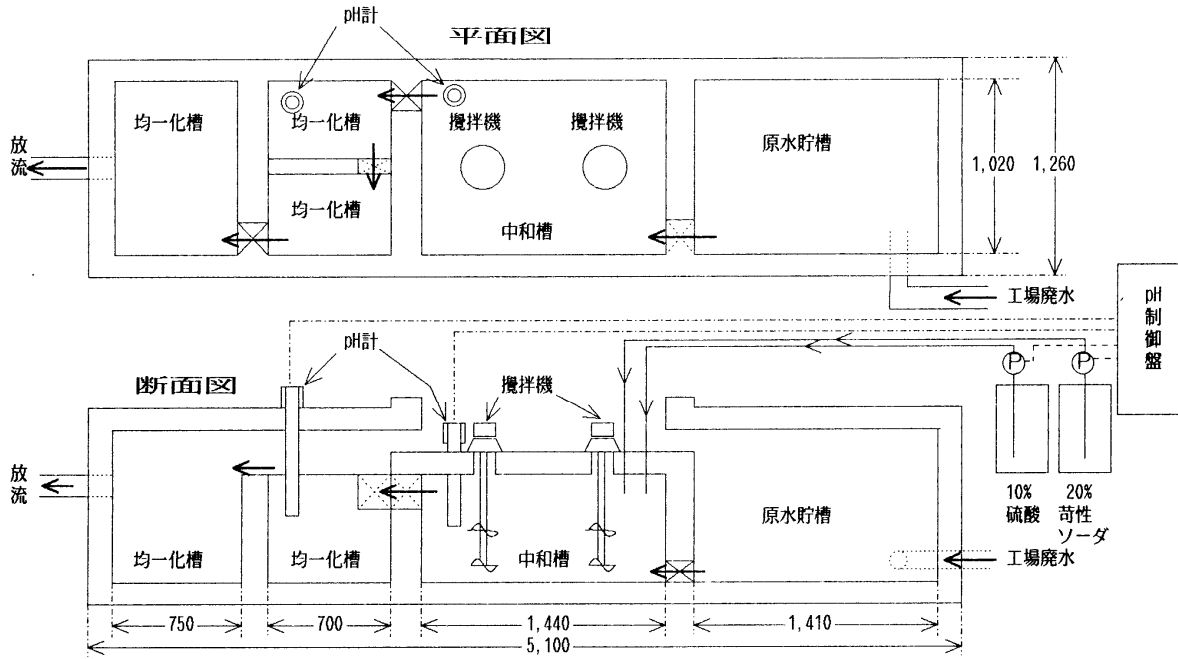 pH計
平面図
均一化槽
均一化槽
攪拌機
攪拌機
原水貯槽
放流
1,020
1,260
均一化槽
中和槽
工場廃水
pH制御盤
pH計
断面図
攪拌機
P
P
放流
10%
硫酸
20%
苛性
ソーダ
原水貯槽
均一化槽
均一化槽
中和槽
工場廃水
750
700
1,440
1,410
5,100